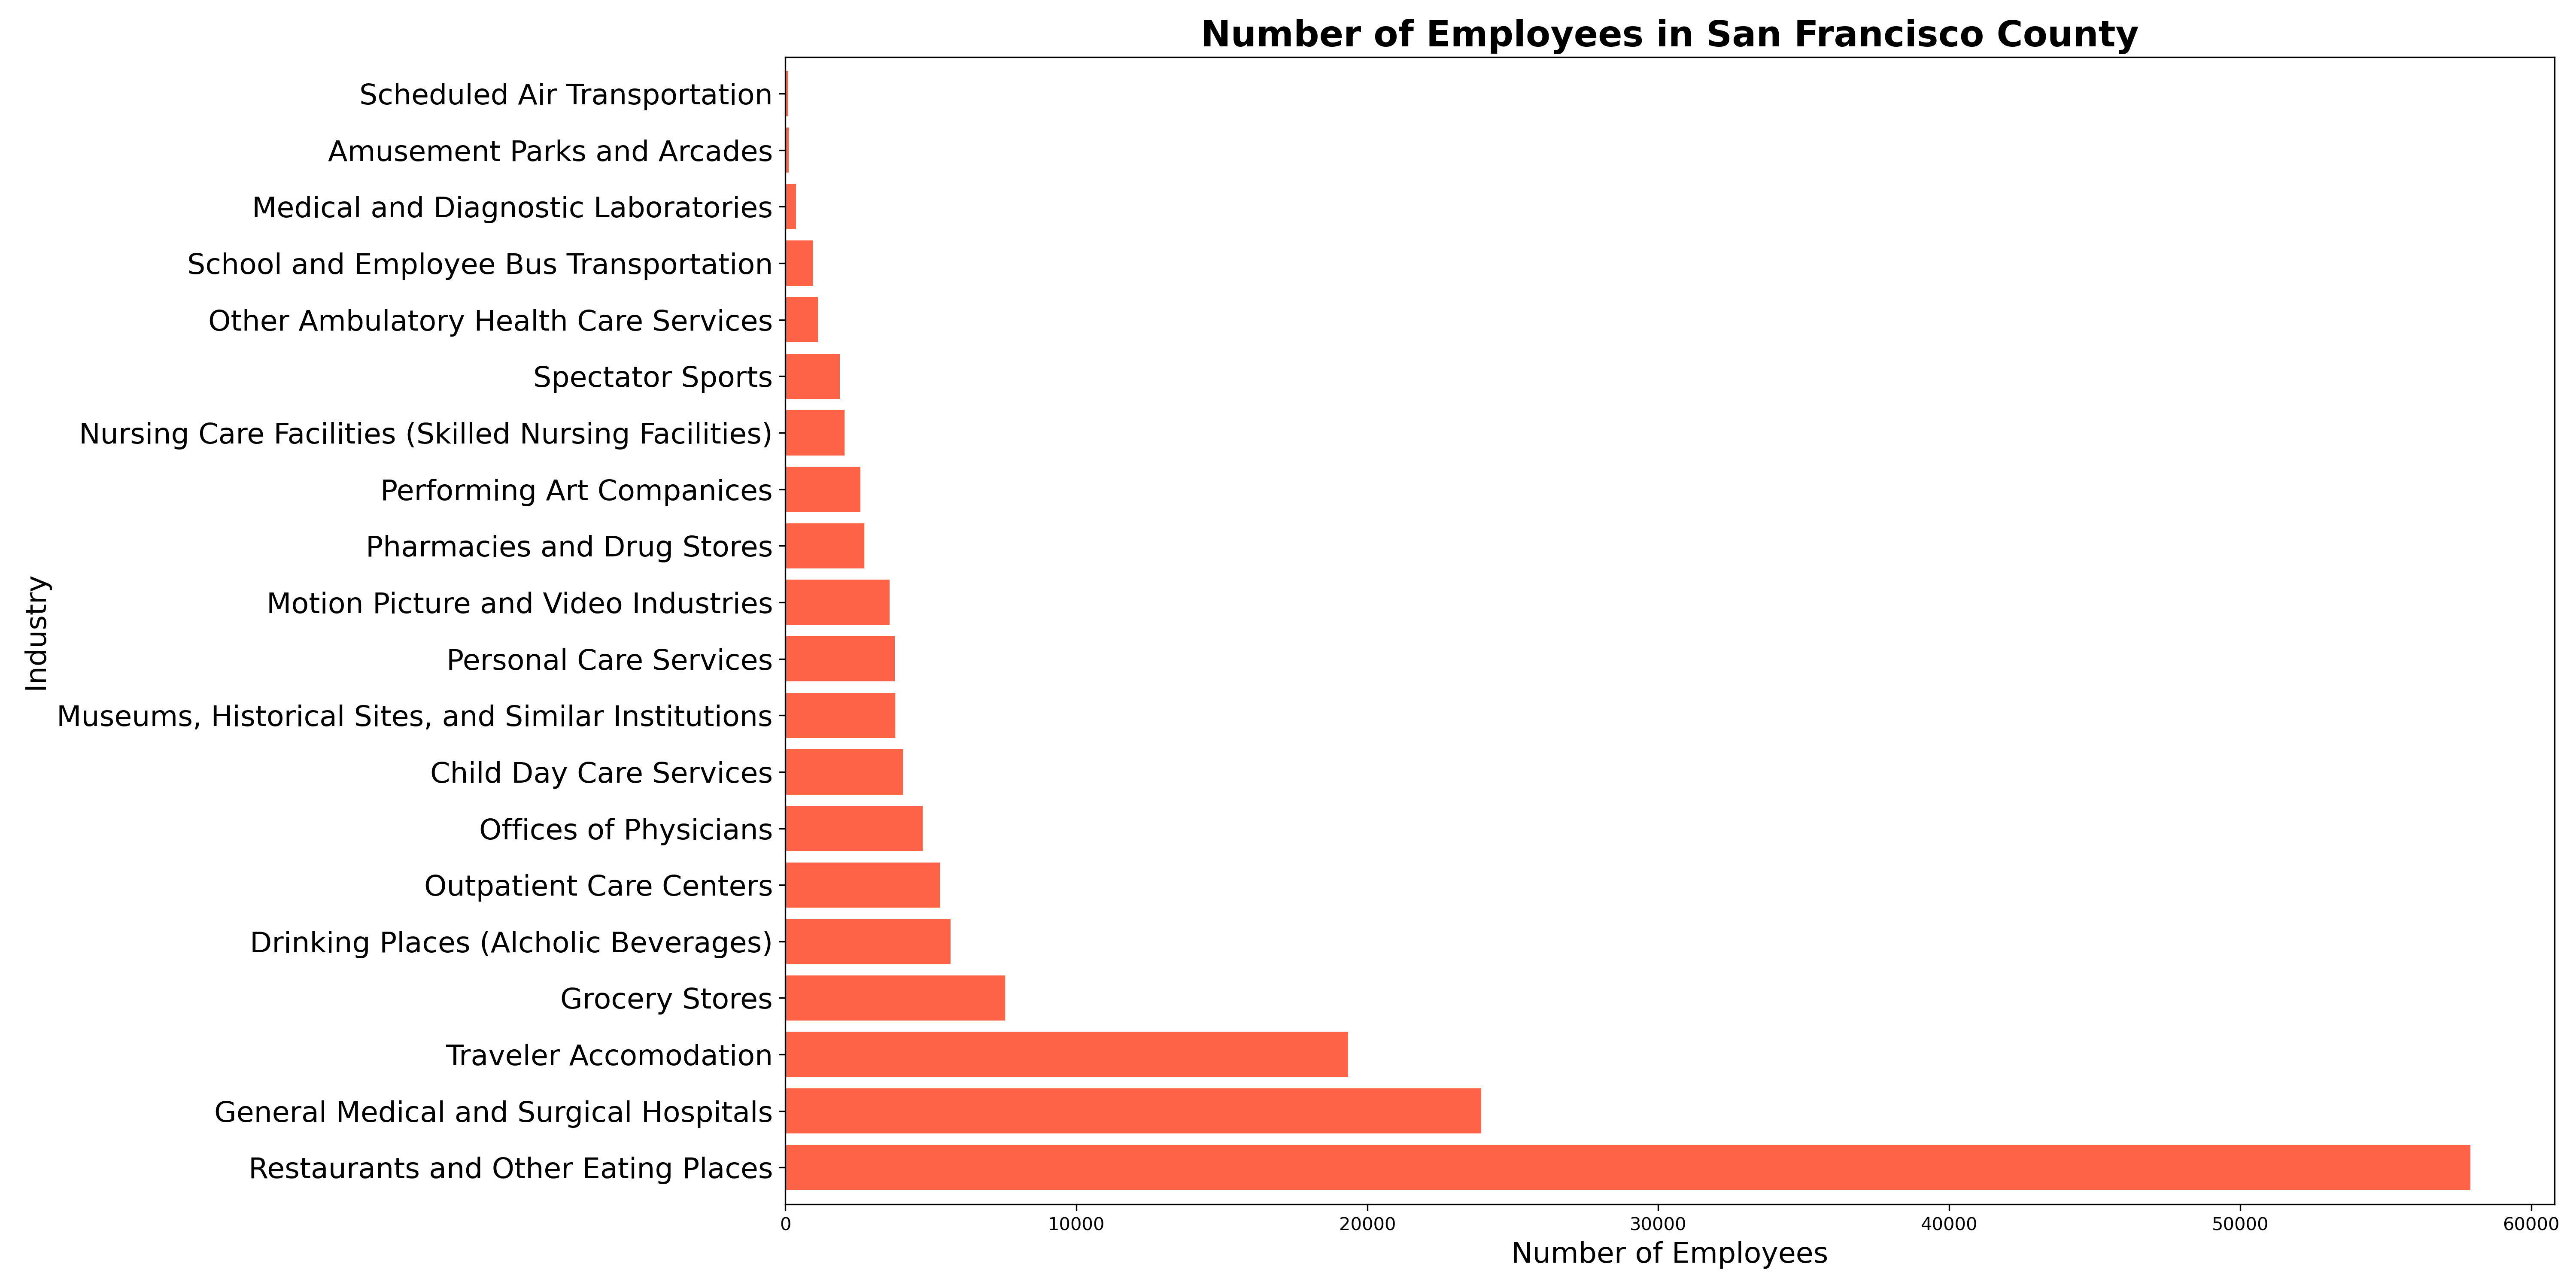 Number of Employees in San Francisco County
Industry
Scheduled Air Transportation
Amusement Parks and Arcades
Medical and Diagnostic Laboratories
School and Employee Bus Transportation
Other Ambulatory Health Care Services
Spectator Sports
Nursing Care Facilities (Skilled Nursing Facilities)
Performing Art Companices
Pharmacies and Drug Stores
Motion Picture and Video Industries
Personal Care Services
Museums, Historical Sites, and Similar Institutions
Child Day Care Services
Offices of Physicians
Outpatient Care Centers
Drinking Places (Alcholic Beverages)
Grocery Stores
Traveler Accomodation
General Medical and Surgical Hospitals
Restaurants and Other Eating Places
0 10000 20000 30000 40000 50000 60000
Number of Employees